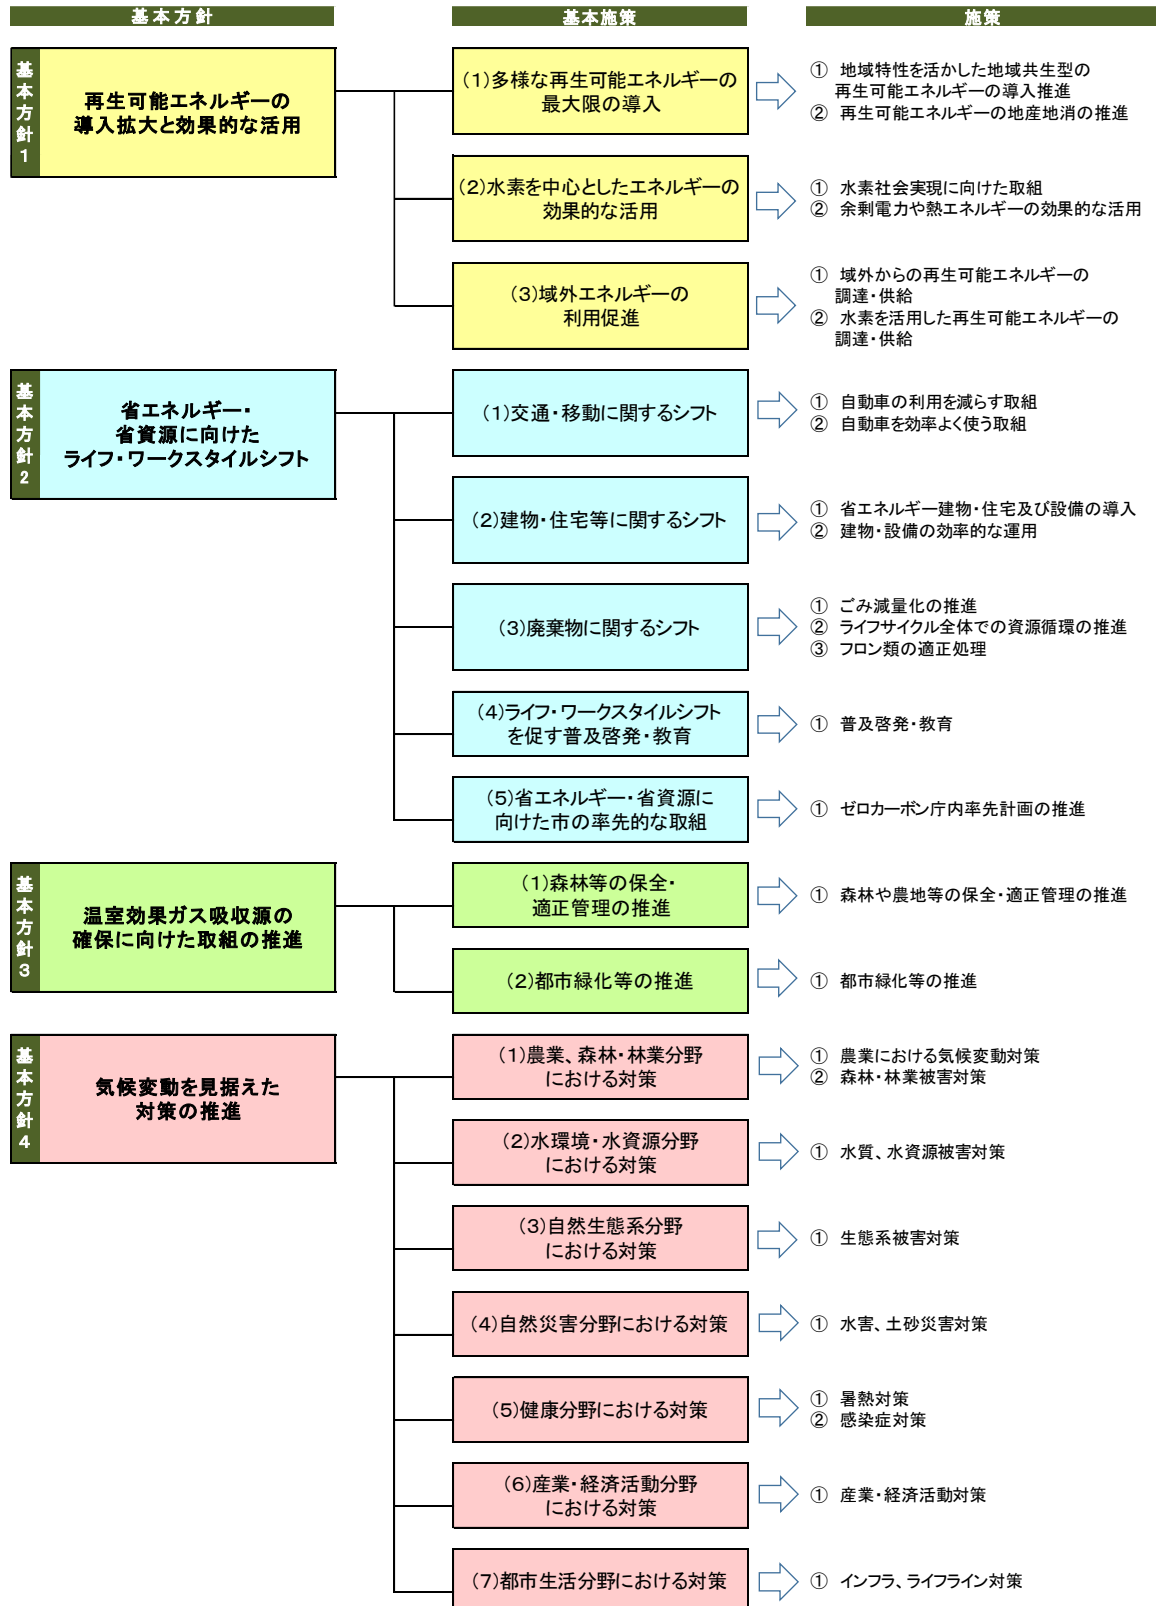 基本方針
基本施策
施策
基本方針1
再生可能エネルギーの
導入拡大と効果的な活用
(1)多様な再生可能エネルギーの
最大限の導入
① 地域特性を活かした地域共生型の
再生可能エネルギーの導入推進
② 再生可能エネルギーの地産地消の推進
(2)水素を中心としたエネルギーの
効果的な活用
① 水素社会実現に向けた取組
② 余剰電力や熱エネルギーの効果的な活用
(3)域外エネルギーの
利用促進
① 域外からの再生可能エネルギーの
調達・供給
② 水素を活用した再生可能エネルギーの
調達・供給
基本方針2
省エネルギー・
省資源に向けた
ライフ・ワークスタイルシフト
(1)交通・移動に関するシフト
① 自動車の利用を減らす取組
② 自動車を効率よく使う取組
(2)建物・住宅等に関するシフト
① 省エネルギー建物・住宅及び設備の導入
② 建物・設備の効率的な運用
(3)廃棄物に関するシフト
① ごみ減量化の推進
② ライフサイクル全体での資源循環の推進
③ フロン類の適正処理
(4)ライフ・ワークスタイルシフト
を促す普及啓発・教育
① 普及啓発・教育
(5)省エネルギー・省資源に
向けた市の率先的な取組
① ゼロカーボン庁内率先計画の推進
基本方針3
温室効果ガス吸収源の
確保に向けた取組の推進
(1)森林等の保全・
適正管理の推進
① 森林や農地等の保全・適正管理の推進
(2)都市緑化等の推進
① 都市緑化等の推進
基本方針4
気候変動を見据えた
対策の推進
(1)農業、森林・林業分野
における対策
① 農業における気候変動対策
② 森林・林業被害対策
(2)水環境・水資源分野
における対策
① 水質、水資源被害対策
(3)自然生態系分野
における対策
① 生態系被害対策
(4)自然災害分野における対策
① 水害、土砂災害対策
(5)健康分野における対策
① 暑熱対策
② 感染症対策
(6)産業・経済活動分野
における対策
① 産業・経済活動対策
(7)都市生活分野における対策
① インフラ、ライフライン対策